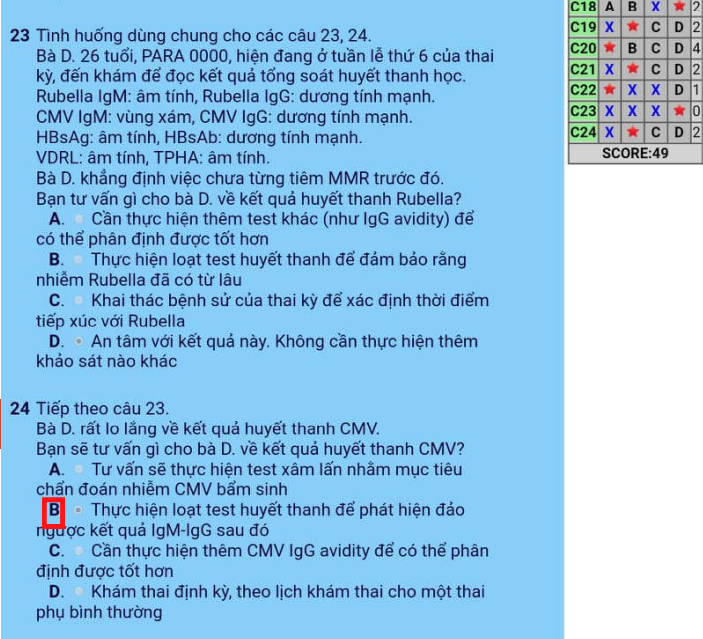 23 Tình huống dùng chung cho các câu 23, 24.
Bà D. 26 tuổi, PARA 0000, hiện đang ở tuần lễ thứ 6 của thai
kỳ, đến khám để đọc kết quả tổng soát huyết thanh học.
Rubella IgM: âm tính, Rubella IgG: dương tính mạnh.
CMV IgM: vùng xám, CMV IgG: dương tính mạnh.
HBsAg: âm tính, HBsAb: dương tính mạnh.
VDRL: âm tính, TPHA: âm tính.
Bà D. khẳng định việc chưa từng tiêm MMR trước đó.
Bạn tư vấn gì cho bà D. về kết quả huyết thanh Rubella?
A. Cần thực hiện thêm test khác (như IgG avidity) để
có thể phân định được tốt hơn
B. Thực hiện loạt test huyết thanh để đảm bảo rằng
nhiễm Rubella đã có từ lâu
C. Khai thác bệnh sử của thai kỳ để xác định thời điểm
tiếp xúc với Rubella
D. An tâm với kết quả này. Không cần thực hiện thêm
khảo sát nào khác
24 Tiếp theo câu 23.
Bà D. rất lo lắng về kết quả huyết thanh CMV.
Bạn sẽ tư vấn gì cho bà D. về kết quả huyết thanh CMV?
A. Tư vấn sẽ thực hiện test xâm lấn nhằm mục tiêu
chẩn đoán nhiễm CMV bẩm sinh
B Thực hiện loạt test huyết thanh để phát hiện đảo
ngược kết quả IgM-IgG sau đó
C. Cần thực hiện thêm CMV IgG avidity để có thể phân
định được tốt hơn
D. Khám thai định kỳ, theo lịch khám thai cho một thai
phụ bình thường
C18 A B X ★ 2
C19 X ★ C D 2
C20 ★ B C D 4
C21 X ★ C D 2
C22 ★ X X D 1
C23 X X X ★ 0
C24 X ★ C D 2
SCORE:49